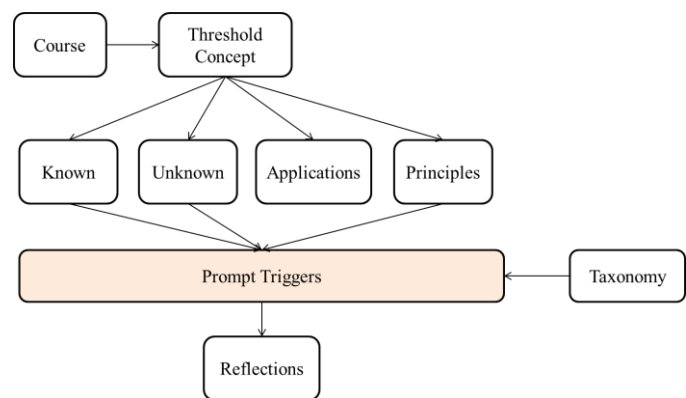 Course
Threshold
Concept
Known
Unknown
Applications
Principles
Prompt Triggers
Taxonomy
Reflections